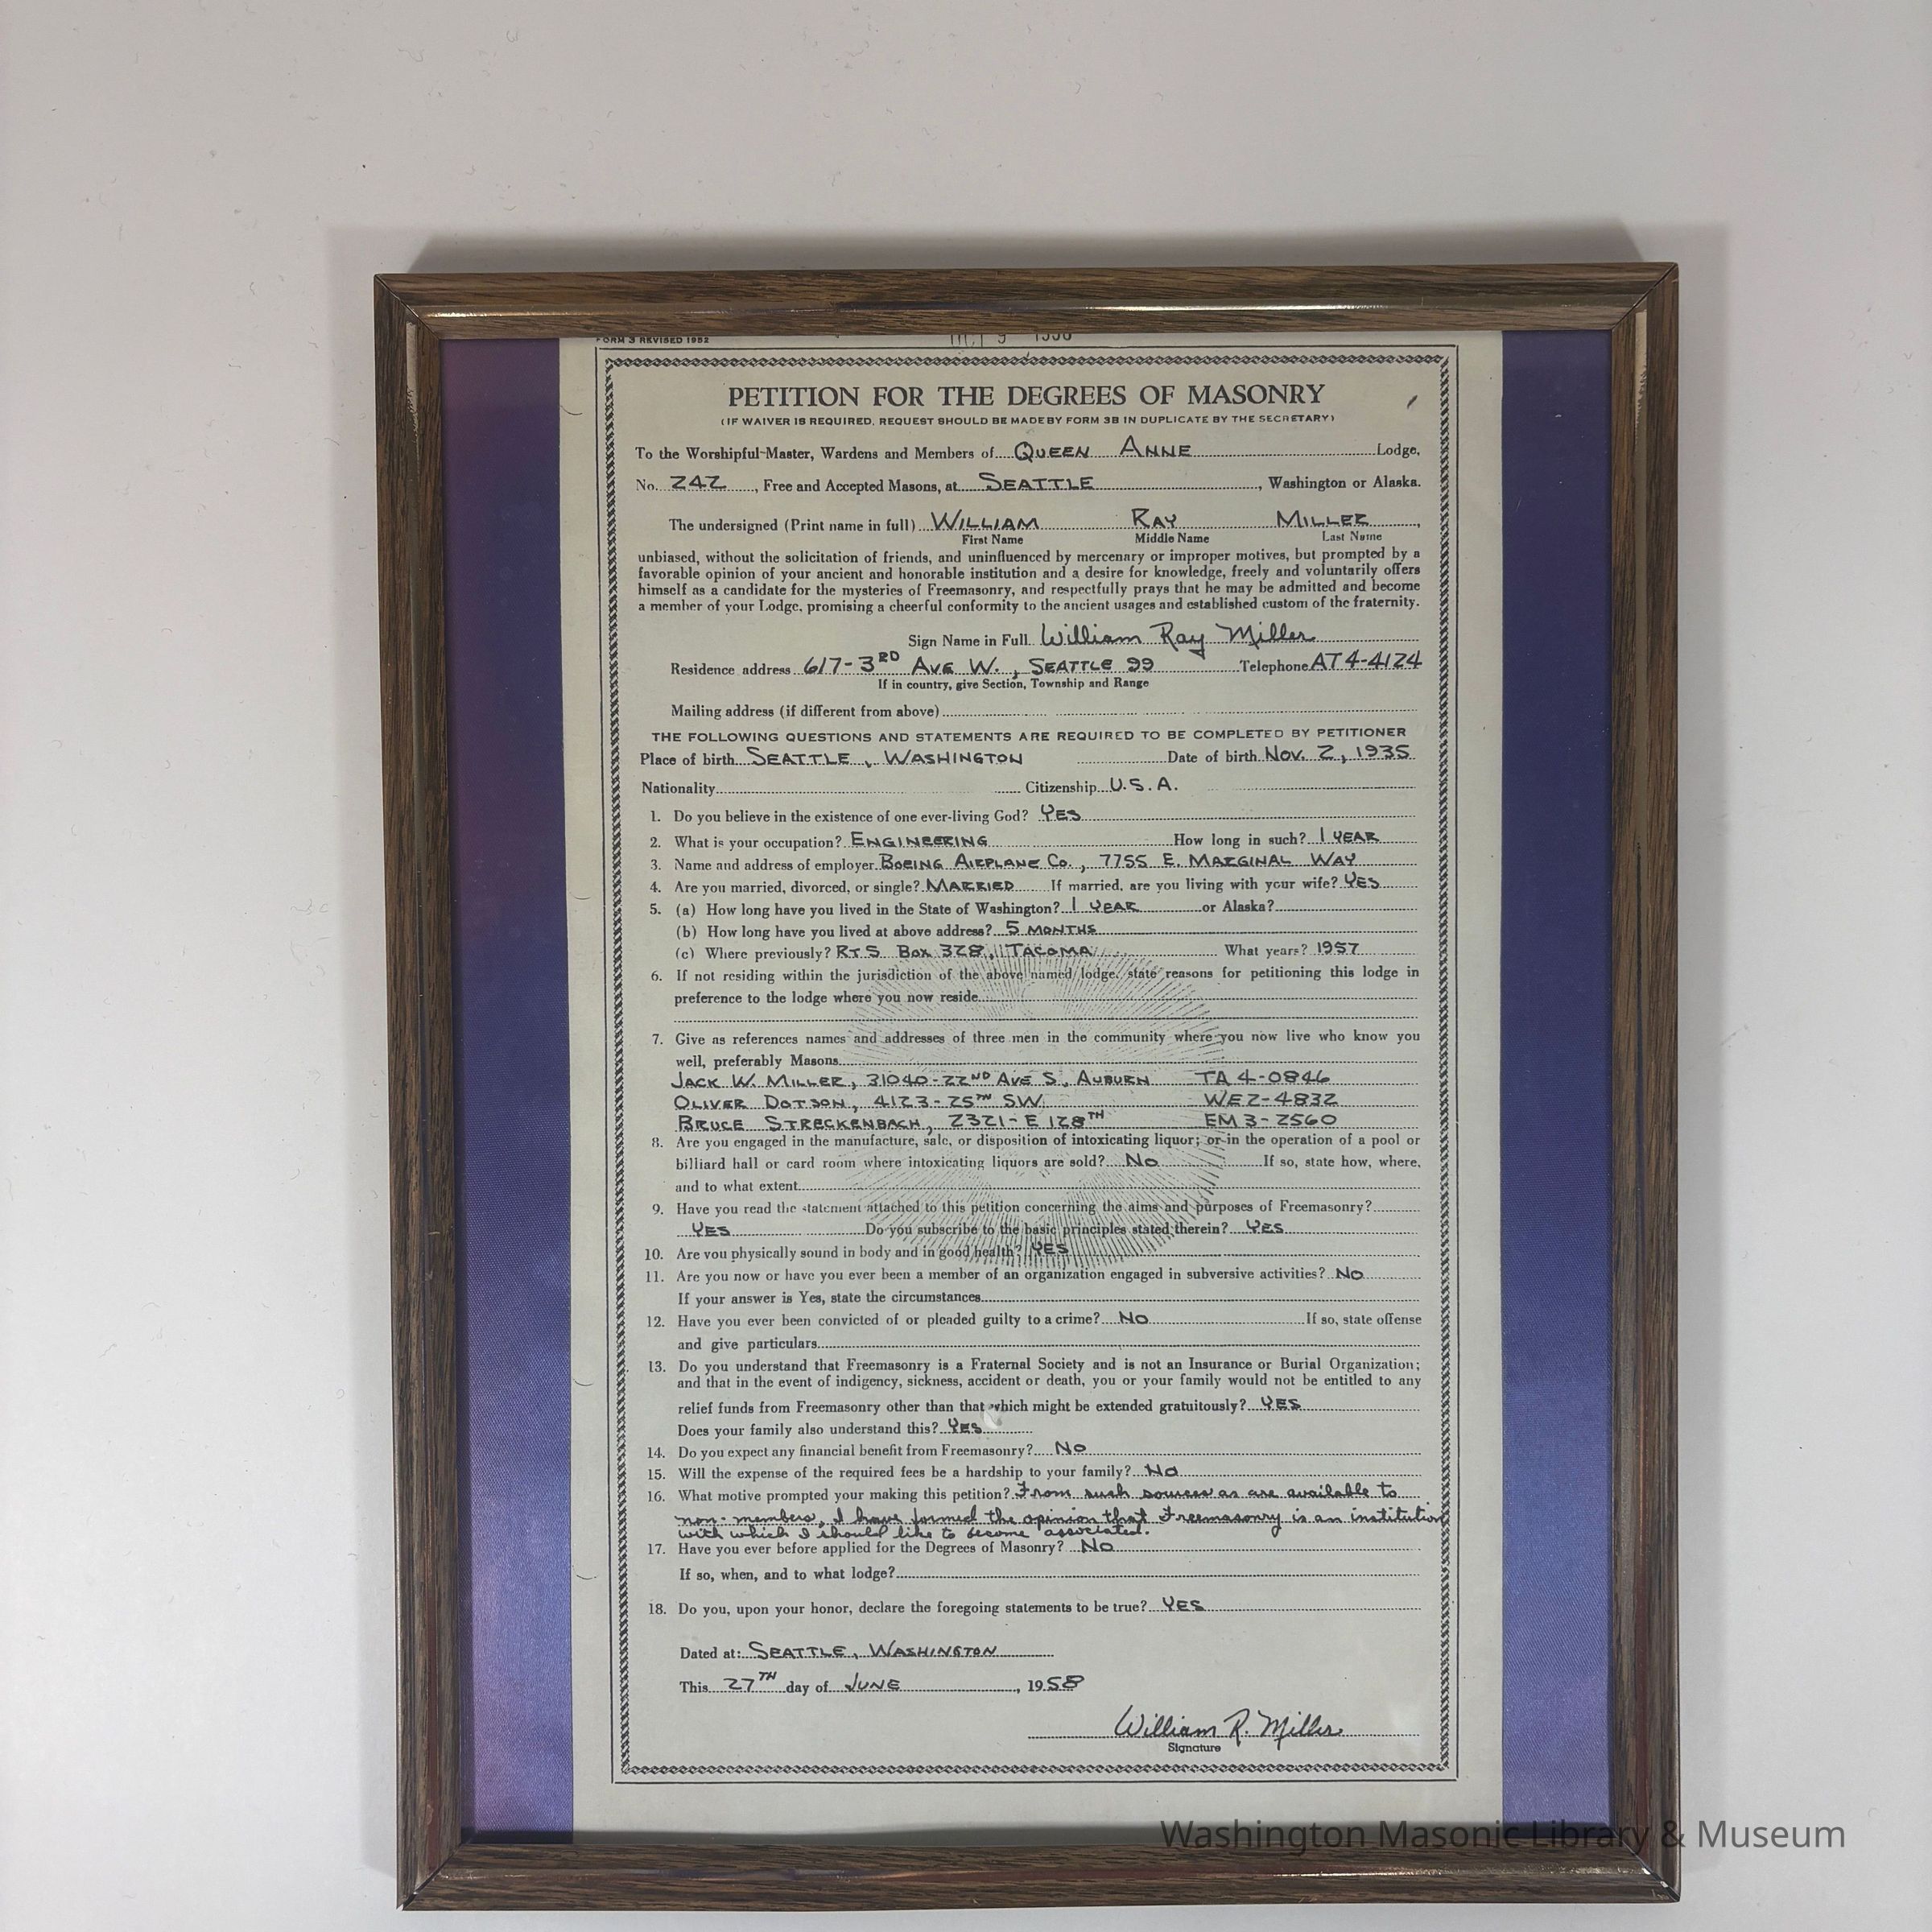 FORM 3 REVISED 1952
PETITION FOR THE DEGREES OF MASONRY
(IF WAIVER IS REQUIRED, REQUEST SHOULD BE MADE BY FORM 3B IN DUPLICATE BY THE SECRETARY)
To the Worshipful Master, Wardens and Members of QUEEN ANNE Lodge,
No. 242, Free and Accepted Masons, at SEATTLE, Washington or Alaska.
The undersigned (Print name in full) WILLIAM RAY MILLER,
First Name Middle Name Last Name
unbiased, without the solicitation of friends, and uninfluenced by mercenary or improper motives, but prompted by a
favorable opinion of your ancient and honorable institution and a desire for knowledge, freely and voluntarily offers
himself as a candidate for the mysteries of Freemasonry, and respectfully prays that he may be admitted and become
a member of your Lodge, promising a cheerful conformity to the ancient usages and established custom of the fraternity.
Sign Name in Full William Ray Miller
Residence address 617-3RD AVE W., SEATTLE 99 Telephone AT 4-4124
If in country, give Section, Township and Range
Mailing address (if different from above)
THE FOLLOWING QUESTIONS AND STATEMENTS ARE REQUIRED TO BE COMPLETED BY PETITIONER
Place of birth SEATTLE, WASHINGTON Date of birth NOV. 2, 1935
Nationality Citizenship U.S.A.
1. Do you believe in the existence of one ever-living God? YES
2. What is your occupation? ENGINEERING How long in such? 1 YEAR
3. Name and address of employer BOEING AIRPLANE CO., 7755 E. MARGINAL WAY
4. Are you married, divorced, or single? MARRIED If married, are you living with your wife? YES
5. (a) How long have you lived in the State of Washington? 1 YEAR or Alaska?
(b) How long have you lived at above address? 5 MONTHS
(c) Where previously? RT 5 BOX 328, TACOMA What years? 1957
6. If not residing within the jurisdiction of the above named lodge, state reasons for petitioning this lodge in
preference to the lodge where you now reside
7. Give as references names and addresses of three men in the community where you now live who know you
well, preferably Masons
JACK W. MILLER, 31040-22ND AVE S., AUBURN TA 4-0846
OLIVER DOTSON, 4123-25TH SW. WE2-4832
BRUCE STRECKENBACH, 2321-E 128TH EM 3-2560
8. Are you engaged in the manufacture, sale, or disposition of intoxicating liquor; or in the operation of a pool or
billiard hall or card room where intoxicating liquors are sold? NO If so, state how, where,
and to what extent
9. Have you read the statement attached to this petition concerning the aims and purposes of Freemasonry?
YES Do you subscribe to the basic principles stated therein? YES
10. Are you physically sound in body and in good health? YES
11. Are you now or have you ever been a member of an organization engaged in subversive activities? NO
If your answer is Yes, state the circumstances
12. Have you ever been convicted of or pleaded guilty to a crime? NO If so, state offense
and give particulars
13. Do you understand that Freemasonry is a Fraternal Society and is not an Insurance or Burial Organization;
and that in the event of indigency, sickness, accident or death, you or your family would not be entitled to any
relief funds from Freemasonry other than that which might be extended gratuitously? YES
Does your family also understand this? YES
14. Do you expect any financial benefit from Freemasonry? NO
15. Will the expense of the required fees be a hardship to your family? NO
16. What motive prompted your making this petition? From such sources as are available to
non-members, I have formed the opinion that Freemasonry is an institution
with which I should like to become associated.
17. Have you ever before applied for the Degrees of Masonry? NO
If so, when, and to what lodge?
18. Do you, upon your honor, declare the foregoing statements to be true? YES
Dated at: SEATTLE, WASHINGTON
This 27TH day of JUNE, 1958
William R. Miller
Signature
Washington Masonic Library & Museum